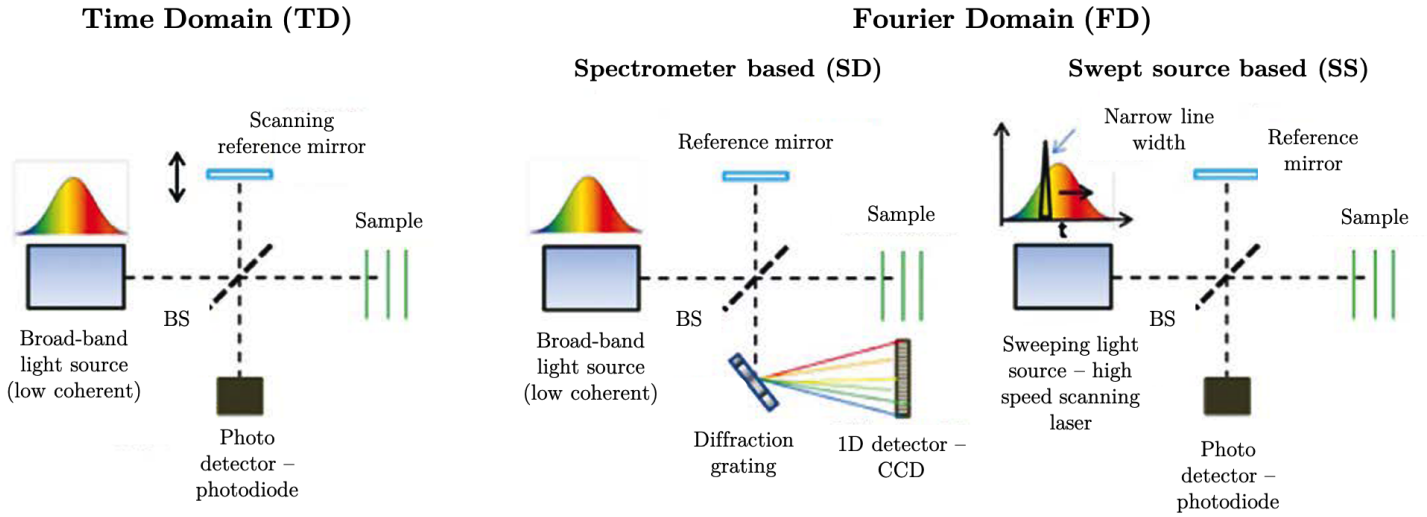 Time Domain (TD)
Fourier Domain (FD)
Spectrometer based (SD)
Swept source based (SS)
Scanning
reference mirror
Sample
BS
Broad-band
light source
(low coherent)
Photo
detector –
photodiode
Reference mirror
Sample
BS
Broad-band
light source
(low coherent)
Diffraction
grating
1D detector –
CCD
Narrow line
width
Reference
mirror
t
Sample
BS
Sweeping light
source – high
speed scanning
laser
Photo
detector –
photodiode